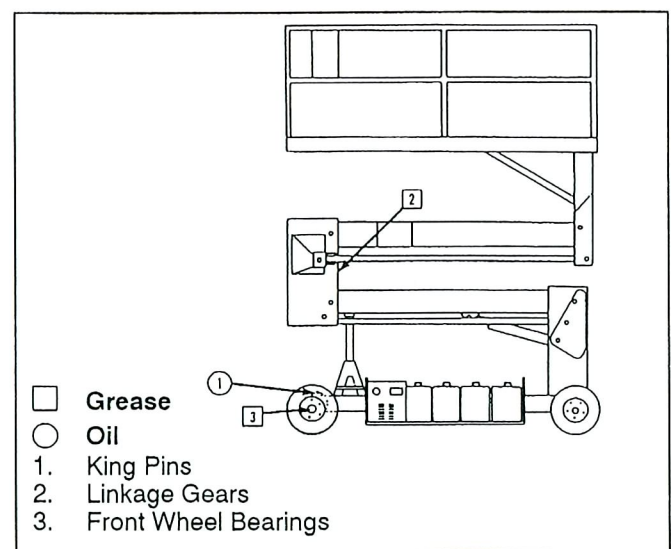 2
1
3
Grease
Oil
1. King Pins
2. Linkage Gears
3. Front Wheel Bearings